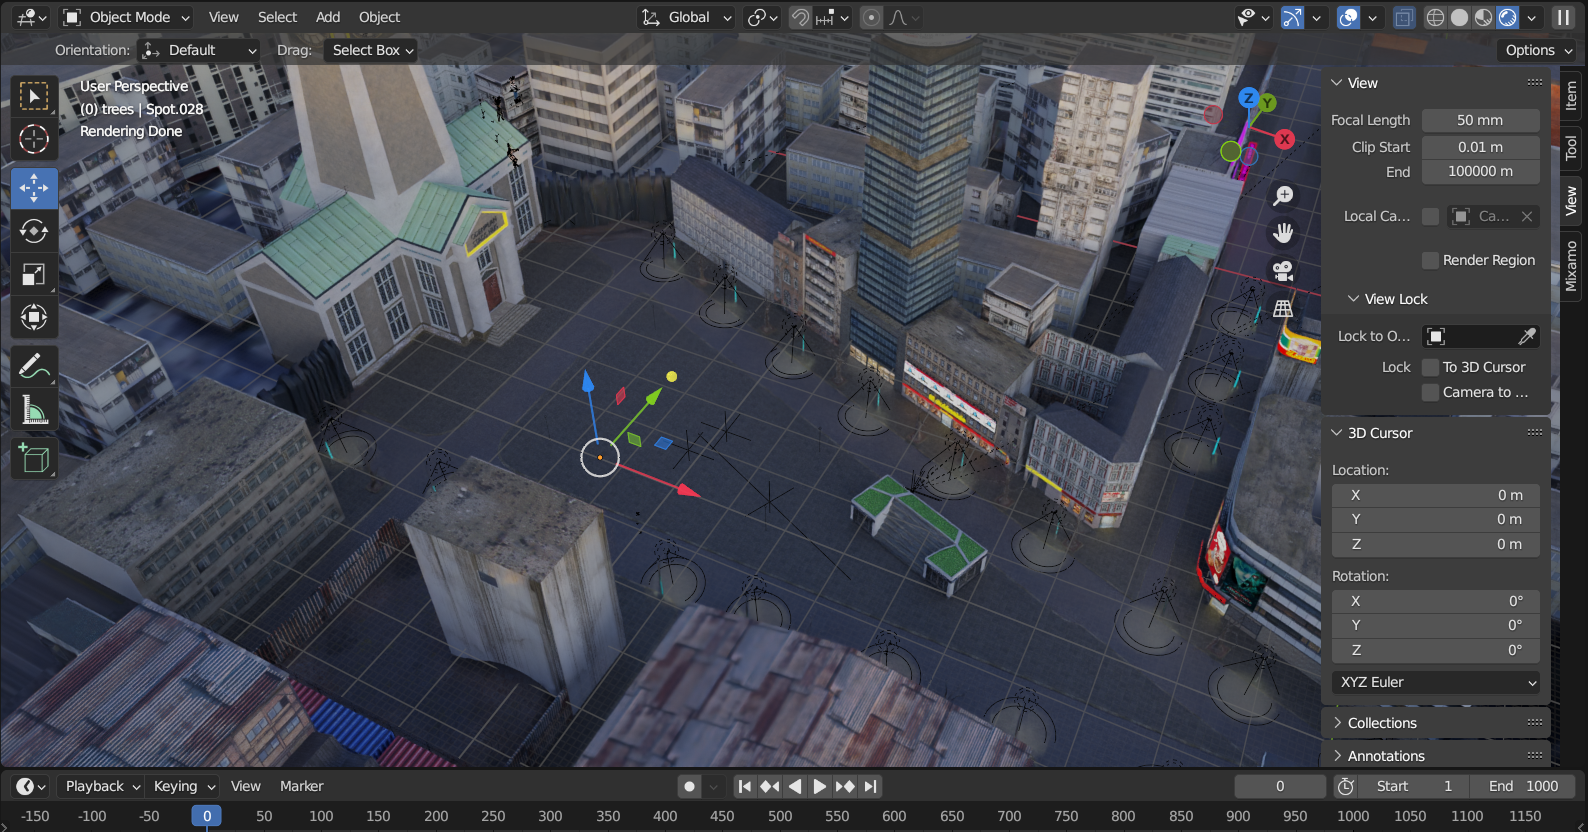 Object Mode View Select Add Object Global
Orientation: Default Drag: Select Box Options
User Perspective
(0) trees | Spot.028
Rendering Done
Z
Y
X
View
Focal Length 50 mm
Clip Start 0.01 m
End 100000 m
Local Ca... Ca...
Render Region
View Lock
Lock to O...
Lock To 3D Cursor
Camera to ...
3D Cursor
Location:
X 0 m
Y 0 m
Z 0 m
Rotation:
X 0°
Y 0°
Z 0°
XYZ Euler
Collections
Annotations
Item
Tool
View
Mixamo
Playback Keying View Marker 0 Start 1 End 1000
-150 -100 -50 0 50 100 150 200 250 300 350 400 450 500 550 600 650 700 750 800 850 900 950 1000 1050 1100 1150